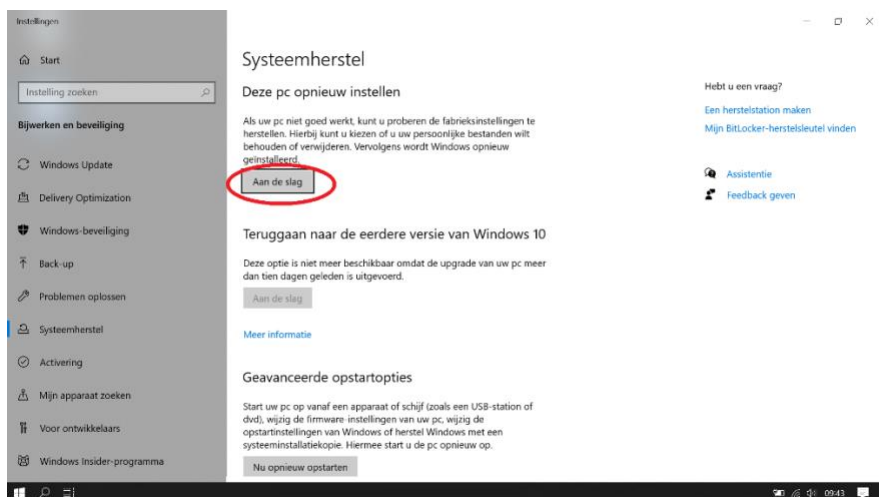 Instellingen
Start
Instelling zoeken
Bijwerken en beveiliging
Windows Update
Delivery Optimization
Windows-beveiliging
Back-up
Problemen oplossen
Systeemherstel
Activering
Mijn apparaat zoeken
Voor ontwikkelaars
Windows Insider-programma
Systeemherstel
Deze pc opnieuw instellen
Als uw pc niet goed werkt, kunt u proberen de fabrieksinstellingen te
herstellen. Hierbij kunt u kiezen of u uw persoonlijke bestanden wilt
behouden of verwijderen. Vervolgens wordt Windows opnieuw
geïnstalleerd.
Aan de slag
Teruggaan naar de eerdere versie van Windows 10
Deze optie is niet meer beschikbaar omdat de upgrade van uw pc meer
dan tien dagen geleden is uitgevoerd.
Aan de slag
Meer informatie
Geavanceerde opstartopties
Start uw pc op vanaf een apparaat of schijf (zoals een USB-station of
dvd), wijzig de firmware-instellingen van uw pc, wijzig de
opstartinstellingen van Windows of herstel Windows met een
systeeminstallatiekopie. Hiermee start u de pc opnieuw op.
Nu opnieuw opstarten
Hebt u een vraag?
Een herstelstation maken
Mijn BitLocker-herstelsleutel vinden
Assistentie
Feedback geven
09:43